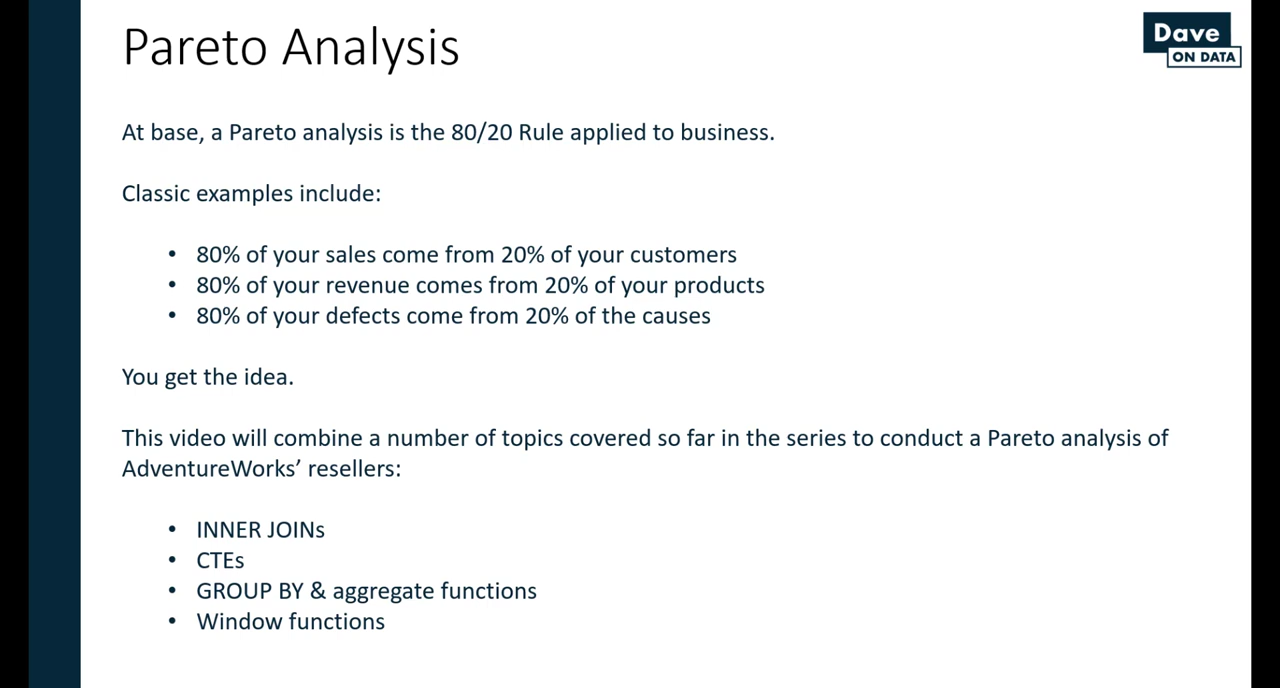 Pareto Analysis
Dave
ON DATA
At base, a Pareto analysis is the 80/20 Rule applied to business.
Classic examples include:
• 80% of your sales come from 20% of your customers
• 80% of your revenue comes from 20% of your products
• 80% of your defects come from 20% of the causes
You get the idea.
This video will combine a number of topics covered so far in the series to conduct a Pareto analysis of
AdventureWorks’ resellers:
• INNER JOINs
• CTEs
• GROUP BY & aggregate functions
• Window functions